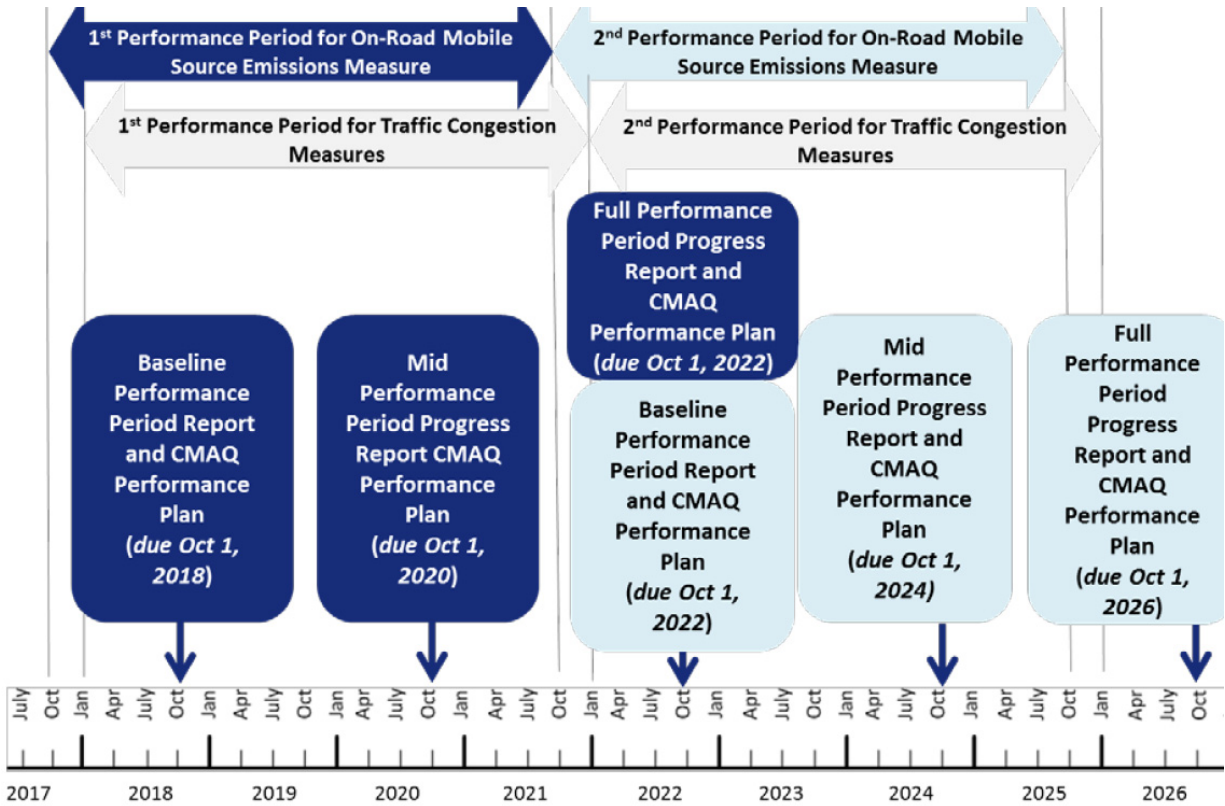 1st Performance Period for On-Road Mobile
Source Emissions Measure
2nd Performance Period for On-Road Mobile
Source Emissions Measure
1st Performance Period for Traffic Congestion
Measures
2nd Performance Period for Traffic Congestion
Measures
Full Performance
Period Progress
Report and
CMAQ
Performance Plan
(due Oct 1, 2022)
Baseline
Performance
Period Report
and CMAQ
Performance
Plan
(due Oct 1,
2018)
Mid
Performance
Period Progress
Report CMAQ
Performance
Plan
(due Oct 1,
2020)
Baseline
Performance
Period Report
and CMAQ
Performance
Plan
(due Oct 1,
2022)
Mid
Performance
Period Progress
Report and
CMAQ
Performance
Plan
(due Oct 1,
2024)
Full
Performance
Period
Progress
Report and
CMAQ
Performance
Plan
(due Oct 1,
2026)
July Oct Jan Apr July Oct Jan Apr July Oct Jan Apr July Oct Jan Apr July Oct Jan Apr July Oct Jan Apr July Oct Jan Apr July Oct Jan Apr July Oct Jan Apr July Oct
2017 2018 2019 2020 2021 2022 2023 2024 2025 2026